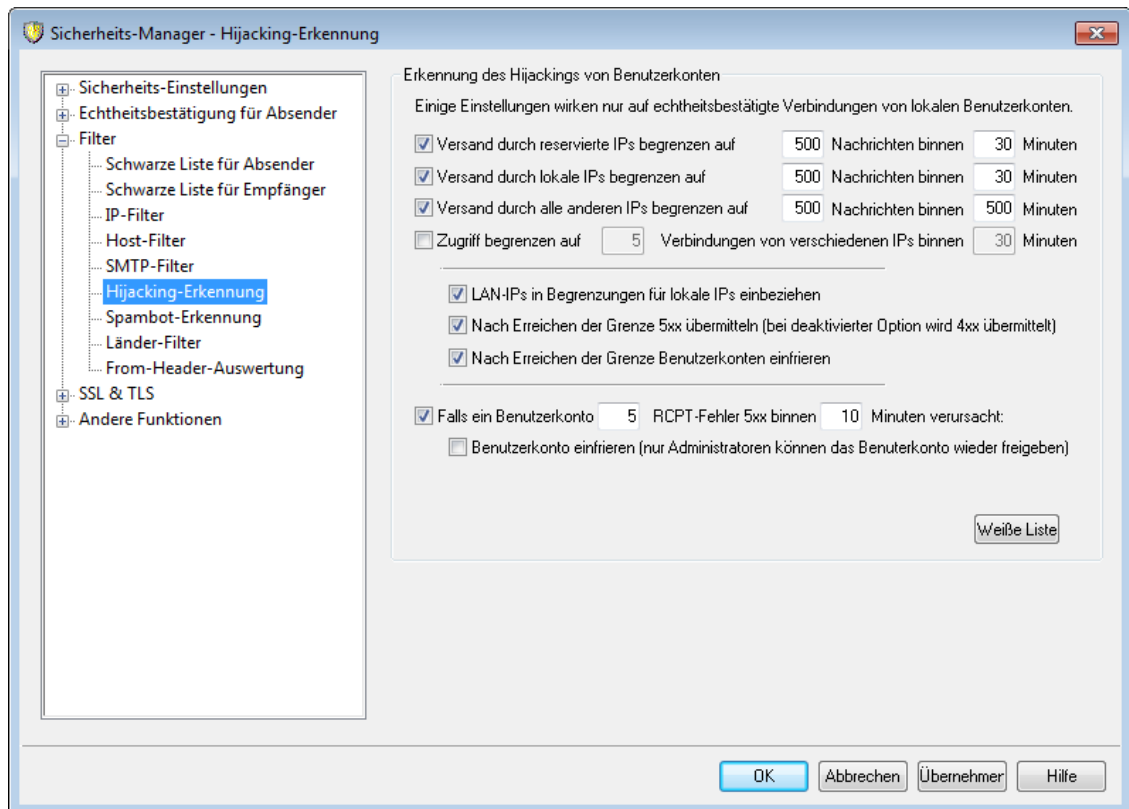 Sicherheits-Manager - Hijacking-Erkennung
Sicherheits-Einstellungen
Echtheitsbestätigung für Absender
Filter
Schwarze Liste für Absender
Schwarze Liste für Empfänger
IP-Filter
Host-Filter
SMTP-Filter
Hijacking-Erkennung
Spambot-Erkennung
Länder-Filter
From-Header-Auswertung
SSL & TLS
Andere Funktionen
Erkennung des Hijackings von Benutzerkonten
Einige Einstellungen wirken nur auf echtheitsbestätigte Verbindungen von lokalen Benutzerkonten.
Versand durch reservierte IPs begrenzen auf 500 Nachrichten binnen 30 Minuten
Versand durch lokale IPs begrenzen auf 500 Nachrichten binnen 30 Minuten
Versand durch alle anderen IPs begrenzen auf 500 Nachrichten binnen 500 Minuten
Zugriff begrenzen auf 5 Verbindungen von verschiedenen IPs binnen 30 Minuten
LAN-IPs in Begrenzungen für lokale IPs einbeziehen
Nach Erreichen der Grenze 5xx übermitteln (bei deaktivierter Option wird 4xx übermittelt)
Nach Erreichen der Grenze Benutzerkonten einfrieren
Falls ein Benutzerkonto 5 RCPT-Fehler 5xx binnen 10 Minuten verursacht:
Benutzerkonto einfrieren (nur Administratoren können das Benuterkonto wieder freigeben)
Weiße Liste
OK Abbrechen Übernehmer Hilfe